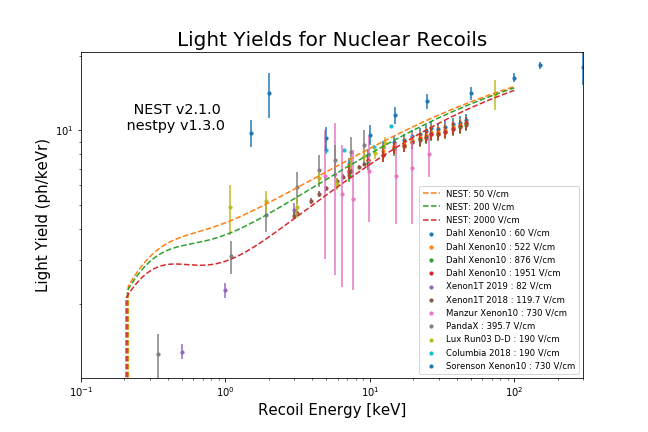 Light Yields for Nuclear Recoils
NEST v2.1.0
nestpy v1.3.0
10¹
Light Yield (ph/keVr)
NEST: 50 V/cm
NEST: 200 V/cm
NEST: 2000 V/cm
Dahl Xenon10 : 60 V/cm
Dahl Xenon10 : 522 V/cm
Dahl Xenon10 : 876 V/cm
Dahl Xenon10 : 1951 V/cm
Xenon1T 2019 : 82 V/cm
Xenon1T 2018 : 119.7 V/cm
Manzur Xenon10 : 730 V/cm
PandaX : 395.7 V/cm
Lux Run03 D-D : 190 V/cm
Columbia 2018 : 190 V/cm
Sorenson Xenon10 : 730 V/cm
10⁻¹ 10⁰ 10¹ 10²
Recoil Energy [keV]